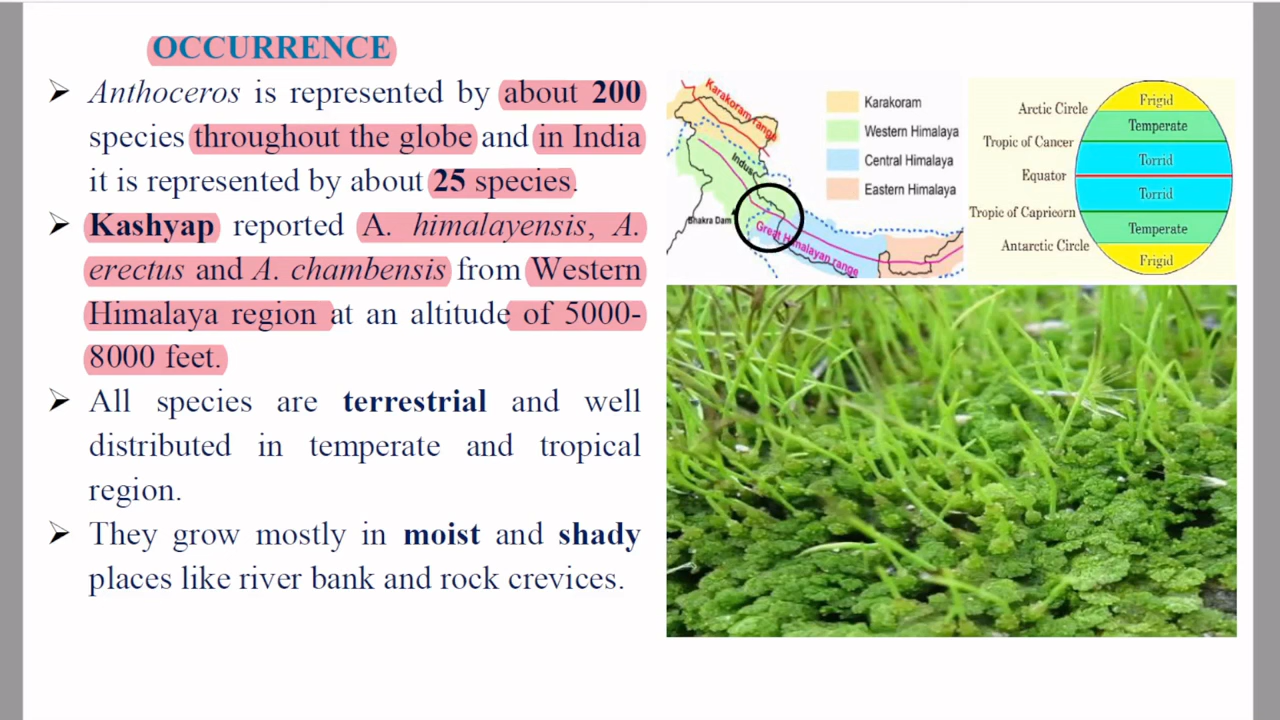 OCCURRENCE
➢ Anthoceros is represented by about 200
species throughout the globe and in India
it is represented by about 25 species.
➢ Kashyap reported A. himalayensis, A.
erectus and A. chambensis from Western
Himalaya region at an altitude of 5000-
8000 feet.
➢ All species are terrestrial and well
distributed in temperate and tropical
region.
➢ They grow mostly in moist and shady
places like river bank and rock crevices.
Karakoram range
Indus
Bhakra Dam
Great Himalayan range
Karakoram
Western Himalaya
Central Himalaya
Eastern Himalaya
Arctic Circle
Tropic of Cancer
Equator
Tropic of Capricorn
Antarctic Circle
Frigid
Temperate
Torrid
Torrid
Temperate
Frigid